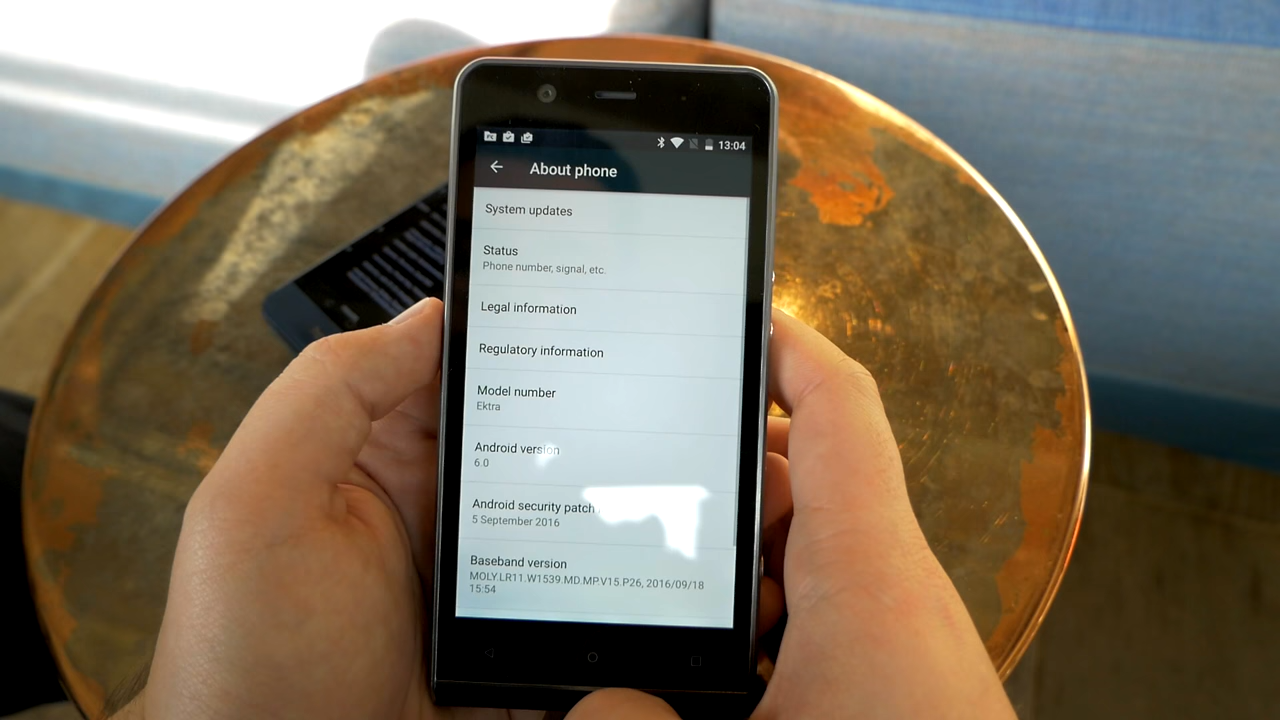 13:04
About phone
System updates
Status
Phone number, signal, etc.
Legal information
Regulatory information
Model number
Ektra
Android version
6.0
Android security patch
5 September 2016
Baseband version
MOLY.LR11.W1539.MD.MP.V15.P26, 2016/09/18
15:54